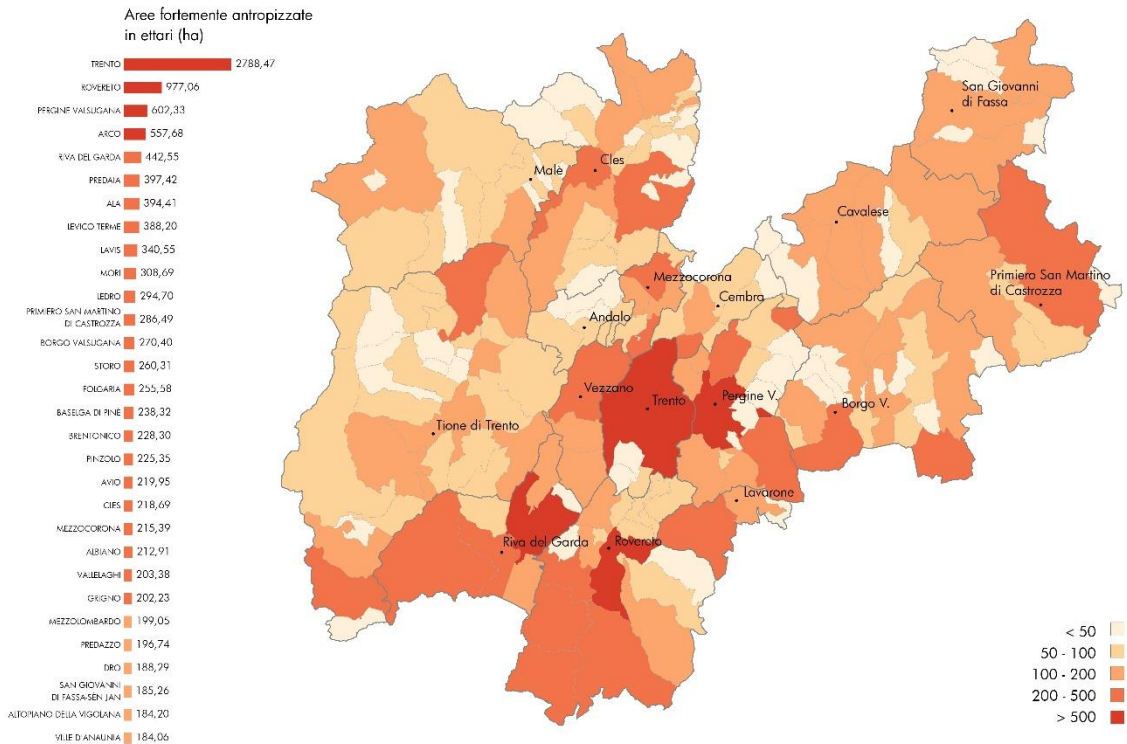 Aree fortemente antropizzate
in ettari (ha)
TRENTO 2788,47
ROVERETO 977,06
PERGINE VALSUGANA 602,33
ARCO 557,68
RIVA DEL GARDA 442,55
PREDAIA 397,42
ALA 394,41
LEVICO TERME 388,20
LAVIS 340,55
MORI 308,69
LEDRO 294,70
PRIMIERO SAN MARTINO
DI CASTROZZA 286,49
BORGO VALSUGANA 270,40
STORO 260,31
FOLGARIA 255,58
BASELGA DI PINÉ 238,32
BRENTONICO 228,30
PINZOLO 225,35
AVIO 219,95
CLES 218,69
MEZZOCORONA 215,39
ALBIANO 212,91
VALLELAGHI 203,38
GRIGNO 202,23
MEZZOLOMBARDO 199,05
PREDAZZO 196,74
DRO 188,29
SAN GIOVANNI
DI FASSA-SÈN JAN 185,26
ALTOPIANO DELLA VIGOLANA 184,20
VILLE D'ANAUNIA 184,06
San Giovanni
di Fassa
Cles
Malè
Cavalese
Mezzocorona
Primiero San Martino
di Castrozza
Cembra
Andalo
Vezzano
Trento
Pergine V.
Borgo V.
Tione di Trento
Lavarone
Riva del Garda
Rovereto
< 50
50 - 100
100 - 200
200 - 500
> 500